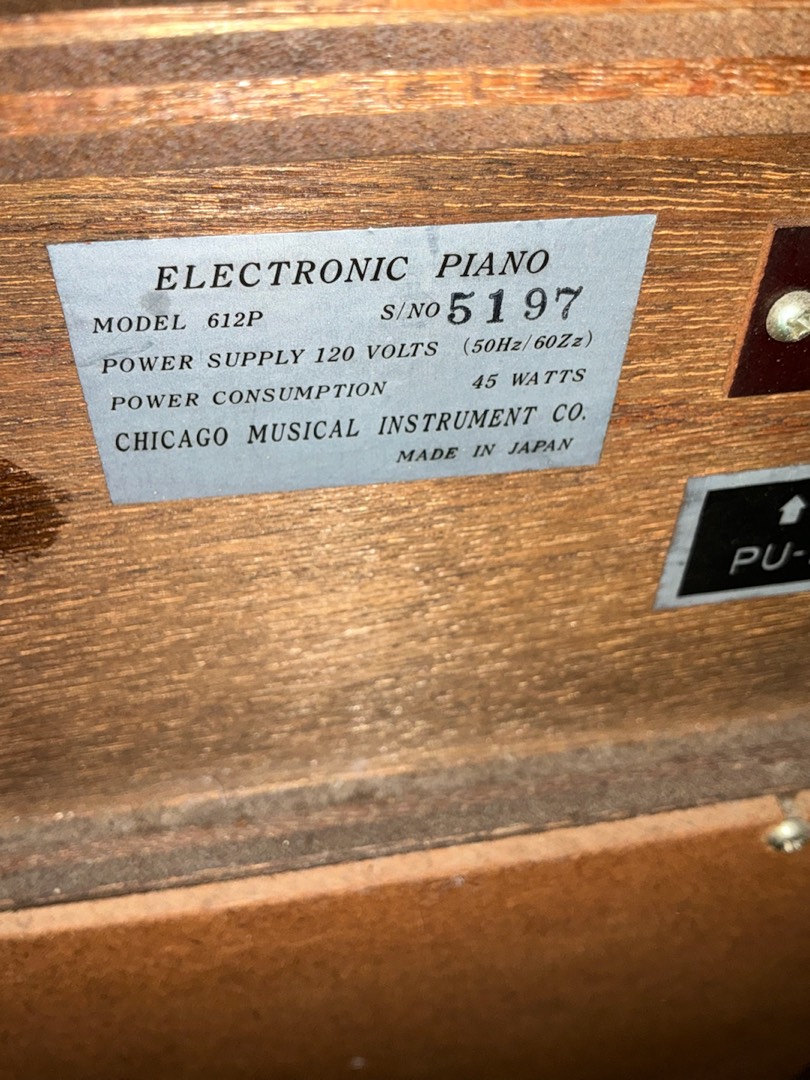 ELECTRONIC PIANO
MODEL 612P S/NO 5197
POWER SUPPLY 120 VOLTS (50Hz/60Zz)
POWER CONSUMPTION 45 WATTS
CHICAGO MUSICAL INSTRUMENT CO.
MADE IN JAPAN
PU-